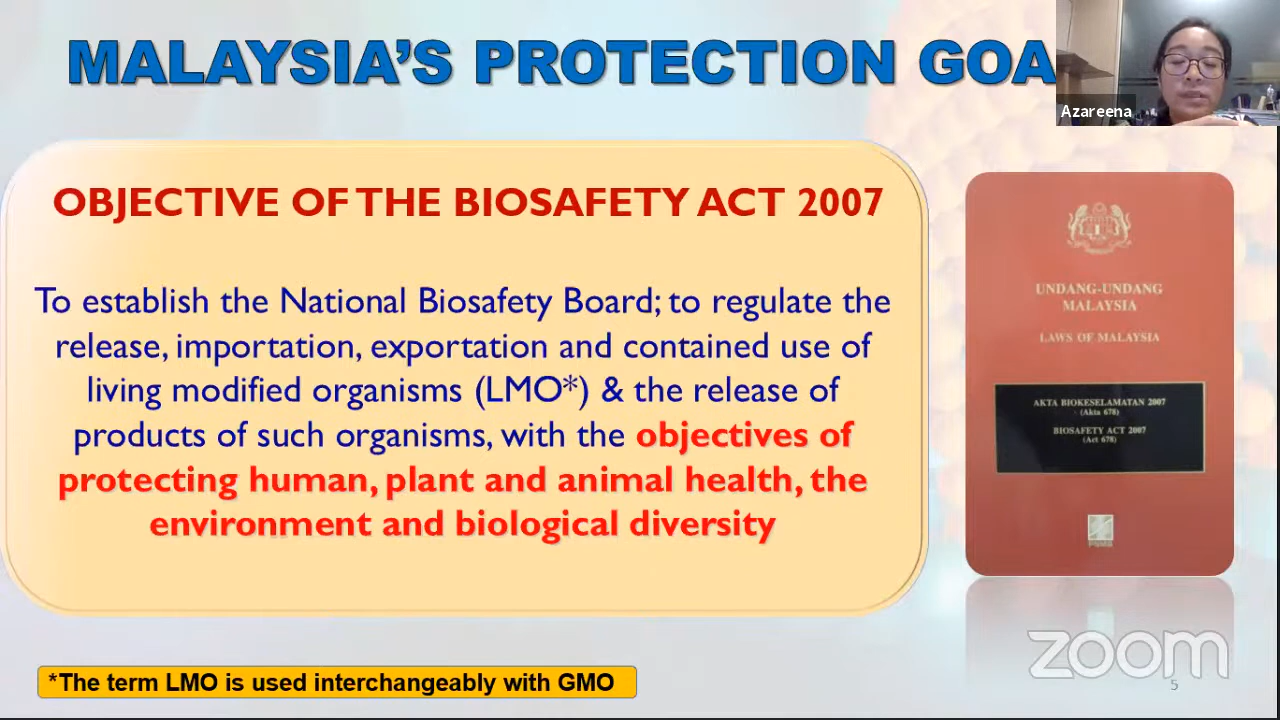 MALAYSIA'S PROTECTION GOA
Azareena
OBJECTIVE OF THE BIOSAFETY ACT 2007
To establish the National Biosafety Board; to regulate the
release, importation, exportation and contained use of
living modified organisms (LMO*) & the release of
products of such organisms, with the objectives of
protecting human, plant and animal health, the
environment and biological diversity
UNDANG-UNDANG
MALAYSIA
LAWS OF MALAYSIA
AKTA BIOKESELAMATAN 2007
(Akta 678)
BIOSAFETY ACT 2007
(Act 678)
zoom
5
*The term LMO is used interchangeably with GMO